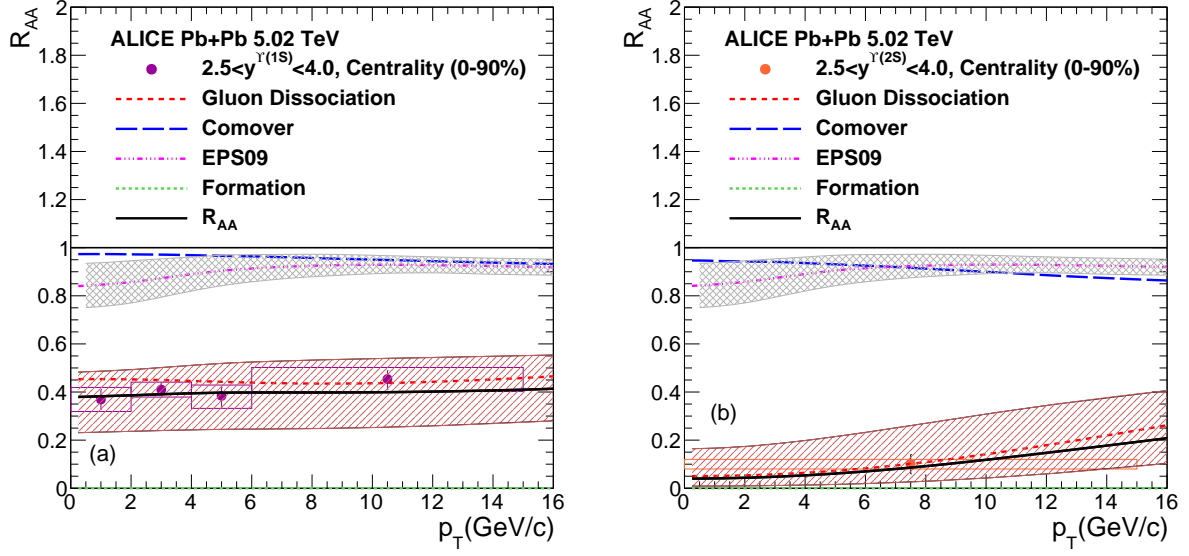 R_AA
2
1.8
1.6
1.4
1.2
1
0.8
0.6
0.4
0.2
0
ALICE Pb+Pb 5.02 TeV
2.5<y^ϒ(1S)<4.0, Centrality (0-90%)
Gluon Dissociation
Comover
EPS09
Formation
R_AA
(a)
0 2 4 6 8 10 12 14 16
p_T(GeV/c)
R_AA
2
1.8
1.6
1.4
1.2
1
0.8
0.6
0.4
0.2
0
ALICE Pb+Pb 5.02 TeV
2.5<y^ϒ(2S)<4.0, Centrality (0-90%)
Gluon Dissociation
Comover
EPS09
Formation
R_AA
(b)
0 2 4 6 8 10 12 14 16
p_T(GeV/c)